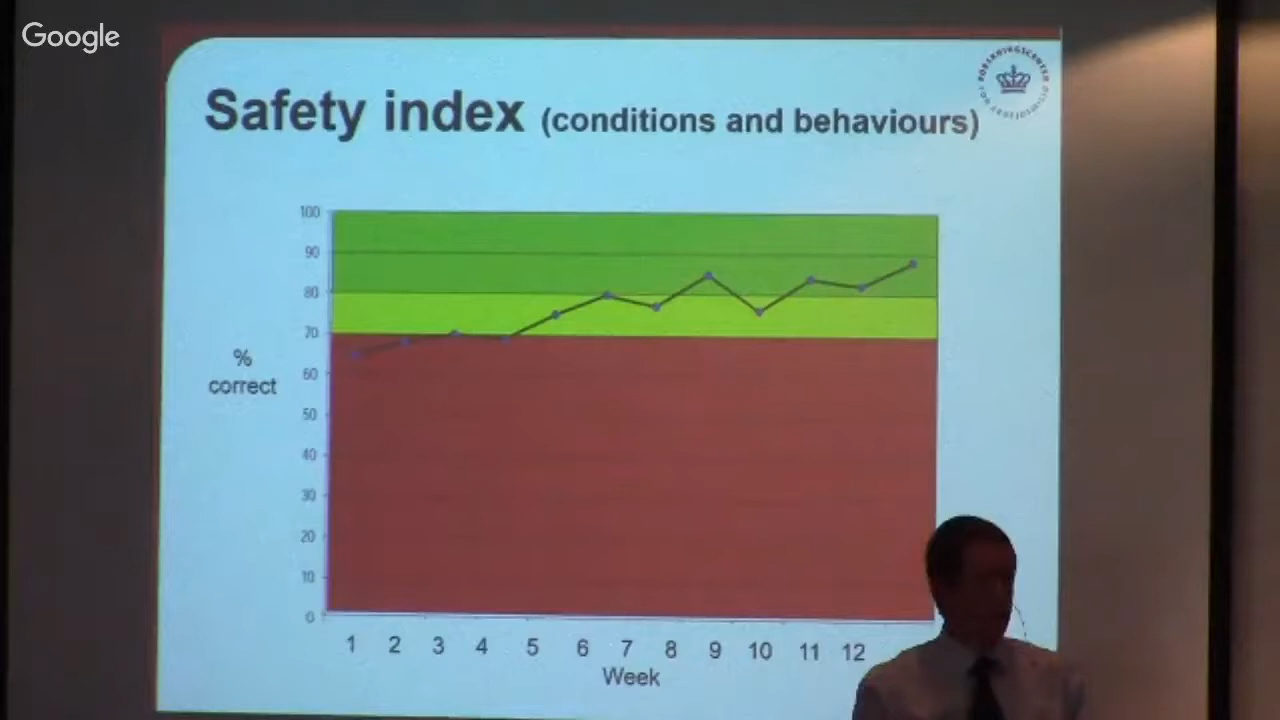 Google
Safety index (conditions and behaviours)
100
90
80
70
60
50
40
30
20
10
0
%
correct
1 2 3 4 5 6 7 8 9 10 11 12
Week